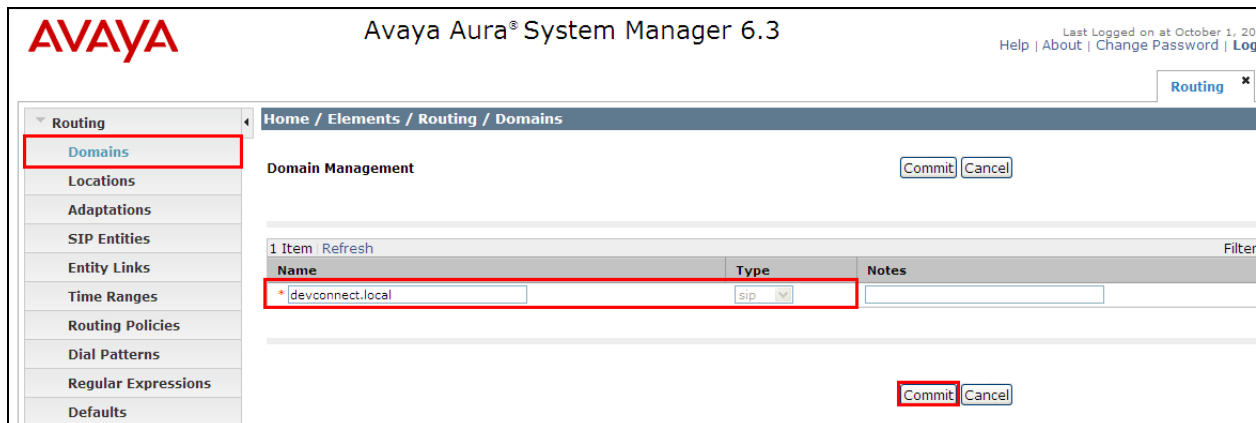 AVAYA
Avaya Aura® System Manager 6.3
Last Logged on at October 1, 20
Help | About | Change Password | Log
Routing ×
Routing
Domains
Locations
Adaptations
SIP Entities
Entity Links
Time Ranges
Routing Policies
Dial Patterns
Regular Expressions
Defaults
Home / Elements / Routing / Domains
Domain Management
Commit Cancel
1 Item | Refresh Filter
Name Type Notes
* devconnect.local sip
Commit Cancel